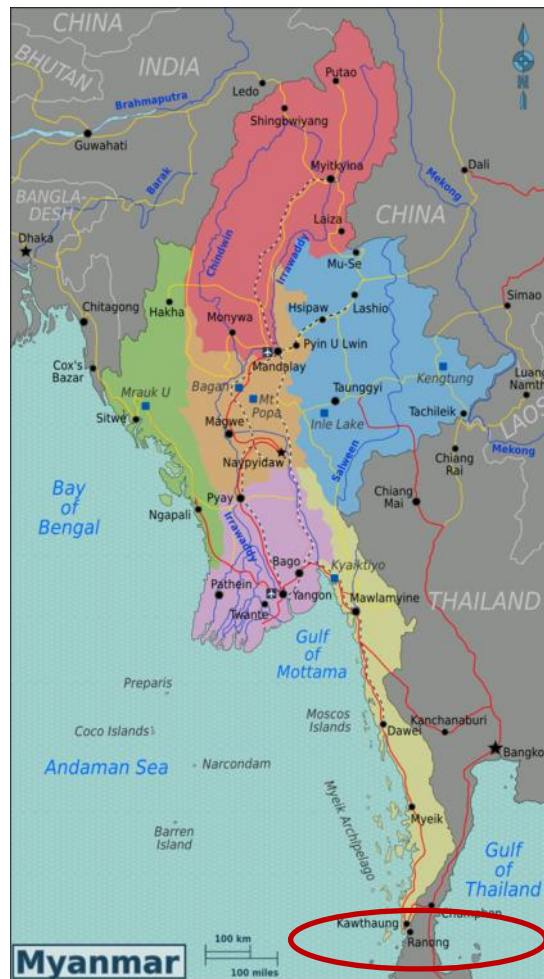 CHINA
N
BHUTAN
INDIA
Putao
Ledo
Brahmaputra
Shingbwiyang
Guwahati
Dali
Myitkyina
Mekong
Barak
BANGLA-
DESH
CHINA
Laiza
Dhaka
Chindwin
Irrawaddy
Mu-Se
Simao
Hsipaw
Lashio
Chitagong
Hakha
Monywa
Pyin U Lwin
Mandalay
Luang
Namtha
Cox's
Bazar
Mrauk U
Bagan
Mt
Popa
Taunggyi
Kengtung
Sitwe
Magwe
Inle Lake
Tachileik
LAOS
Naypyidaw
Salween
Chiang
Rai
Mekong
Bay
of
Bengal
Pyay
Chiang
Mai
Ngapali
Irrawaddy
Bago
Kyaiktiyo
Pathein
Yangon
Mawlamyine
THAILAND
Twante
Gulf
of
Mottama
Preparis
Moscos
Islands
Kanchanaburi
Coco Islands
Dawei
Bangkok
Andaman Sea
Narcondam
Myeik Archipelago
Myeik
Barren
Island
Gulf
of
Thailand
Champhon
Kawthaung
Ranong
Myanmar
100 km
100 miles